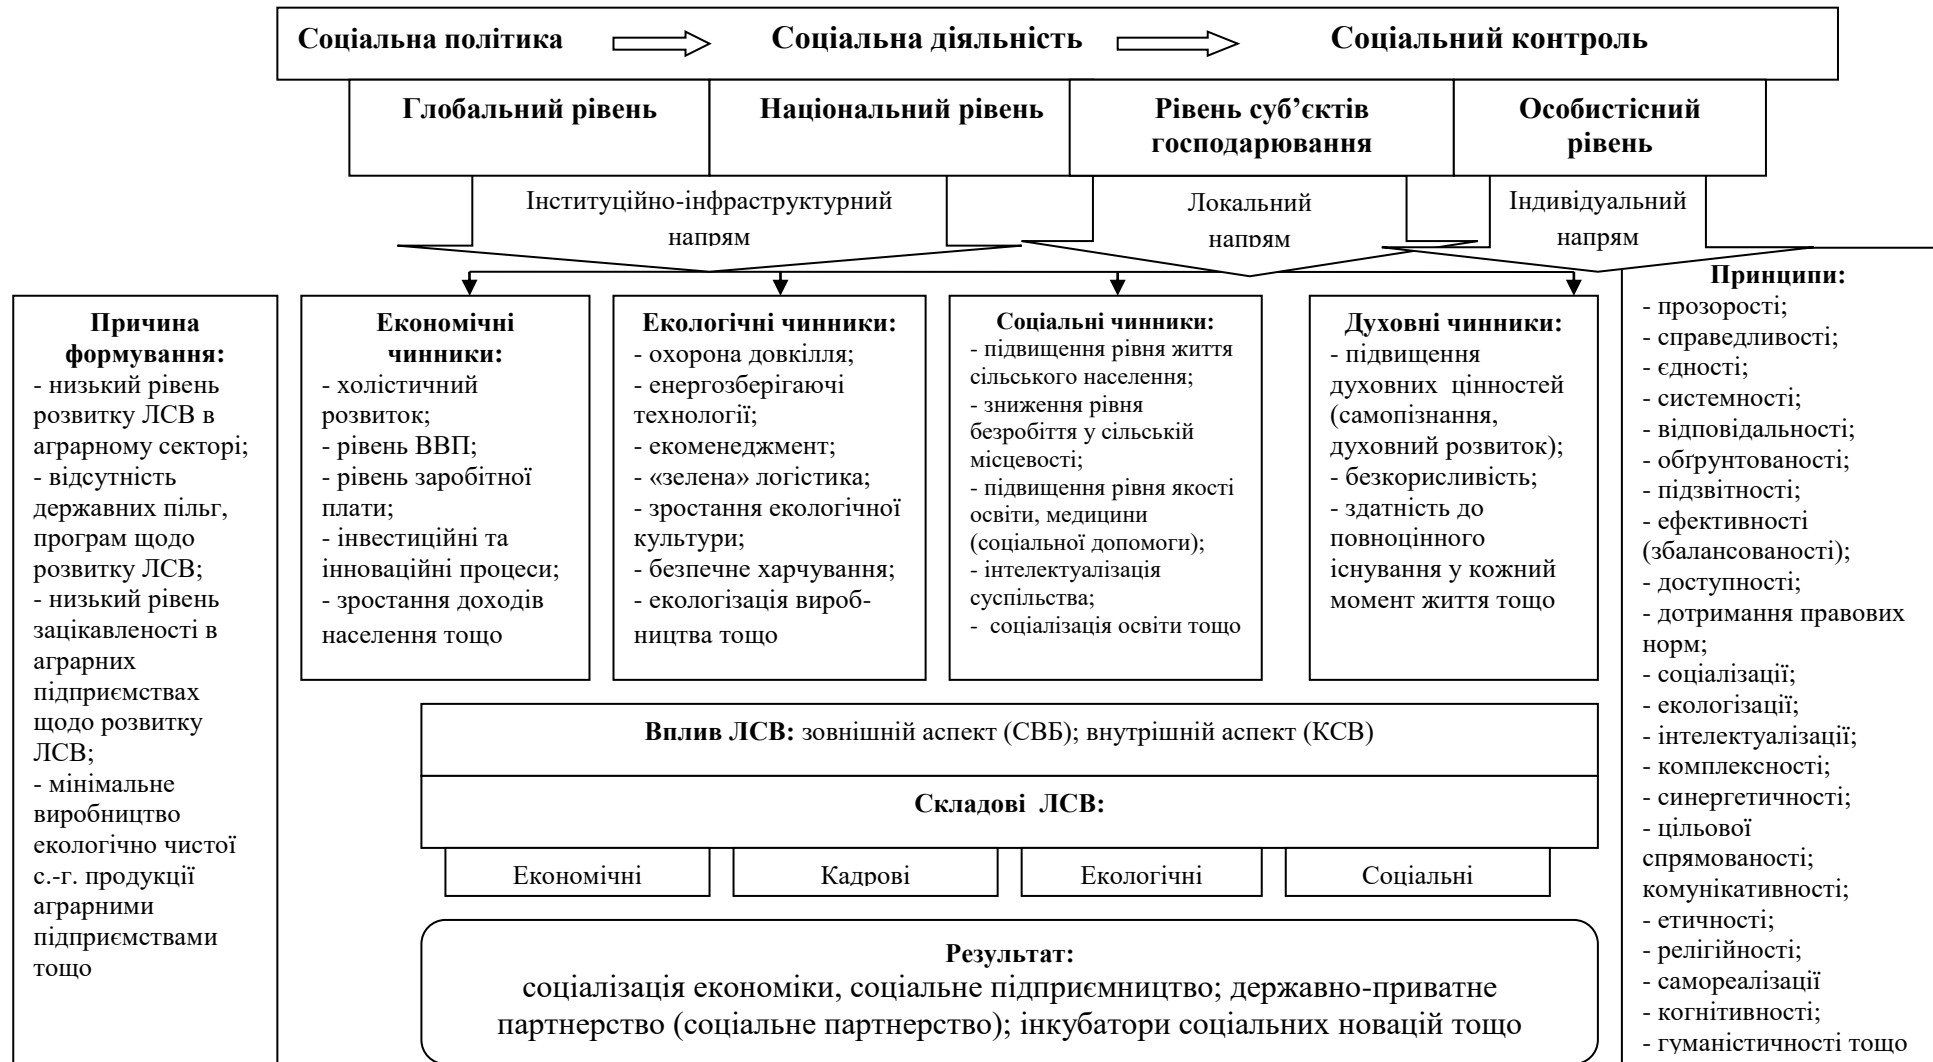 Соціальна політика
Соціальна діяльність
Соціальний контроль
Глобальний рівень
Національний рівень
Рівень суб’єктів
господарювання
Особистісний
рівень
Інституційно-інфраструктурний
напрям
Локальний
напрям
Індивідуальний
напрям
Причина
формування:
- низький рівень
розвитку ЛСВ в
аграрному секторі;
- відсутність
державних пільг,
програм щодо
розвитку ЛСВ;
- низький рівень
зацікавленості в
аграрних
підприємствах
щодо розвитку
ЛСВ;
- мінімальне
виробництво
екологічно чистої
с.-г. продукції
аграрними
підприємствами
тощо
Економічні
чинники:
- холістичний
розвиток;
- рівень ВВП;
- рівень заробітної
плати;
- інвестиційні та
інноваційні процеси;
- зростання доходів
населення тощо
Екологічні чинники:
- охорона довкілля;
- енергозберігаючі
технології;
- екоменеджмент;
- «зелена» логістика;
- зростання екологічної
культури;
- безпечне харчування;
- екологізація вироб-
ництва тощо
Соціальні чинники:
- підвищення рівня життя
сільського населення;
- зниження рівня
безробіття у сільській
місцевості;
- підвищення рівня якості
освіти, медицини
(соціальної допомоги);
- інтелектуалізація
суспільства;
- соціалізація освіти тощо
Духовні чинники:
- підвищення
духовних цінностей
(самопізнання,
духовний розвиток);
- безкорисливість;
- здатність до
повноцінного
існування у кожний
момент життя тощо
Принципи:
- прозорості;
- справедливості;
- єдності;
- системності;
- відповідальності;
- обґрунтованості;
- підзвітності;
- ефективності
(збалансованості);
- доступності;
- дотримання правових
норм;
- соціалізації;
- екологізації;
- інтелектуалізації;
- комплексності;
- синергетичності;
- цільової
спрямованості;
комунікативності;
- етичності;
- релігійності;
- самореалізації
- когнітивності;
- гуманістичності тощо
Вплив ЛСВ: зовнішній аспект (СВБ); внутрішній аспект (КСВ)
Складові ЛСВ:
Економічні
Кадрові
Екологічні
Соціальні
Результат:
соціалізація економіки, соціальне підприємництво; державно-приватне
партнерство (соціальне партнерство); інкубатори соціальних новацій тощо